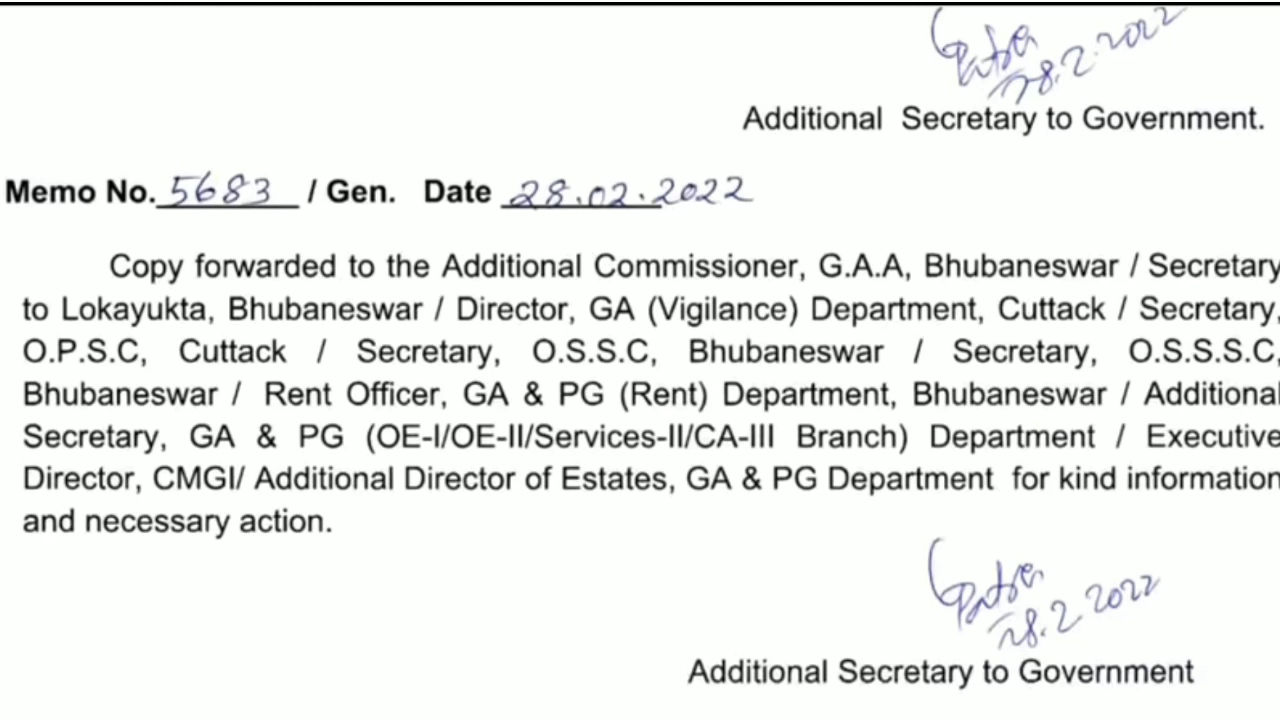 28.2.2022
Additional Secretary to Government.
Memo No. 5683 / Gen. Date 28.02.2022
Copy forwarded to the Additional Commissioner, G.A.A, Bhubaneswar / Secretary
to Lokayukta, Bhubaneswar / Director, GA (Vigilance) Department, Cuttack / Secretary,
O.P.S.C, Cuttack / Secretary, O.S.S.C, Bhubaneswar / Secretary, O.S.S.S.C,
Bhubaneswar / Rent Officer, GA & PG (Rent) Department, Bhubaneswar / Additional
Secretary, GA & PG (OE-I/OE-II/Services-II/CA-III Branch) Department / Executive
Director, CMGI/ Additional Director of Estates, GA & PG Department for kind information
and necessary action.
28.2 2022
Additional Secretary to Government